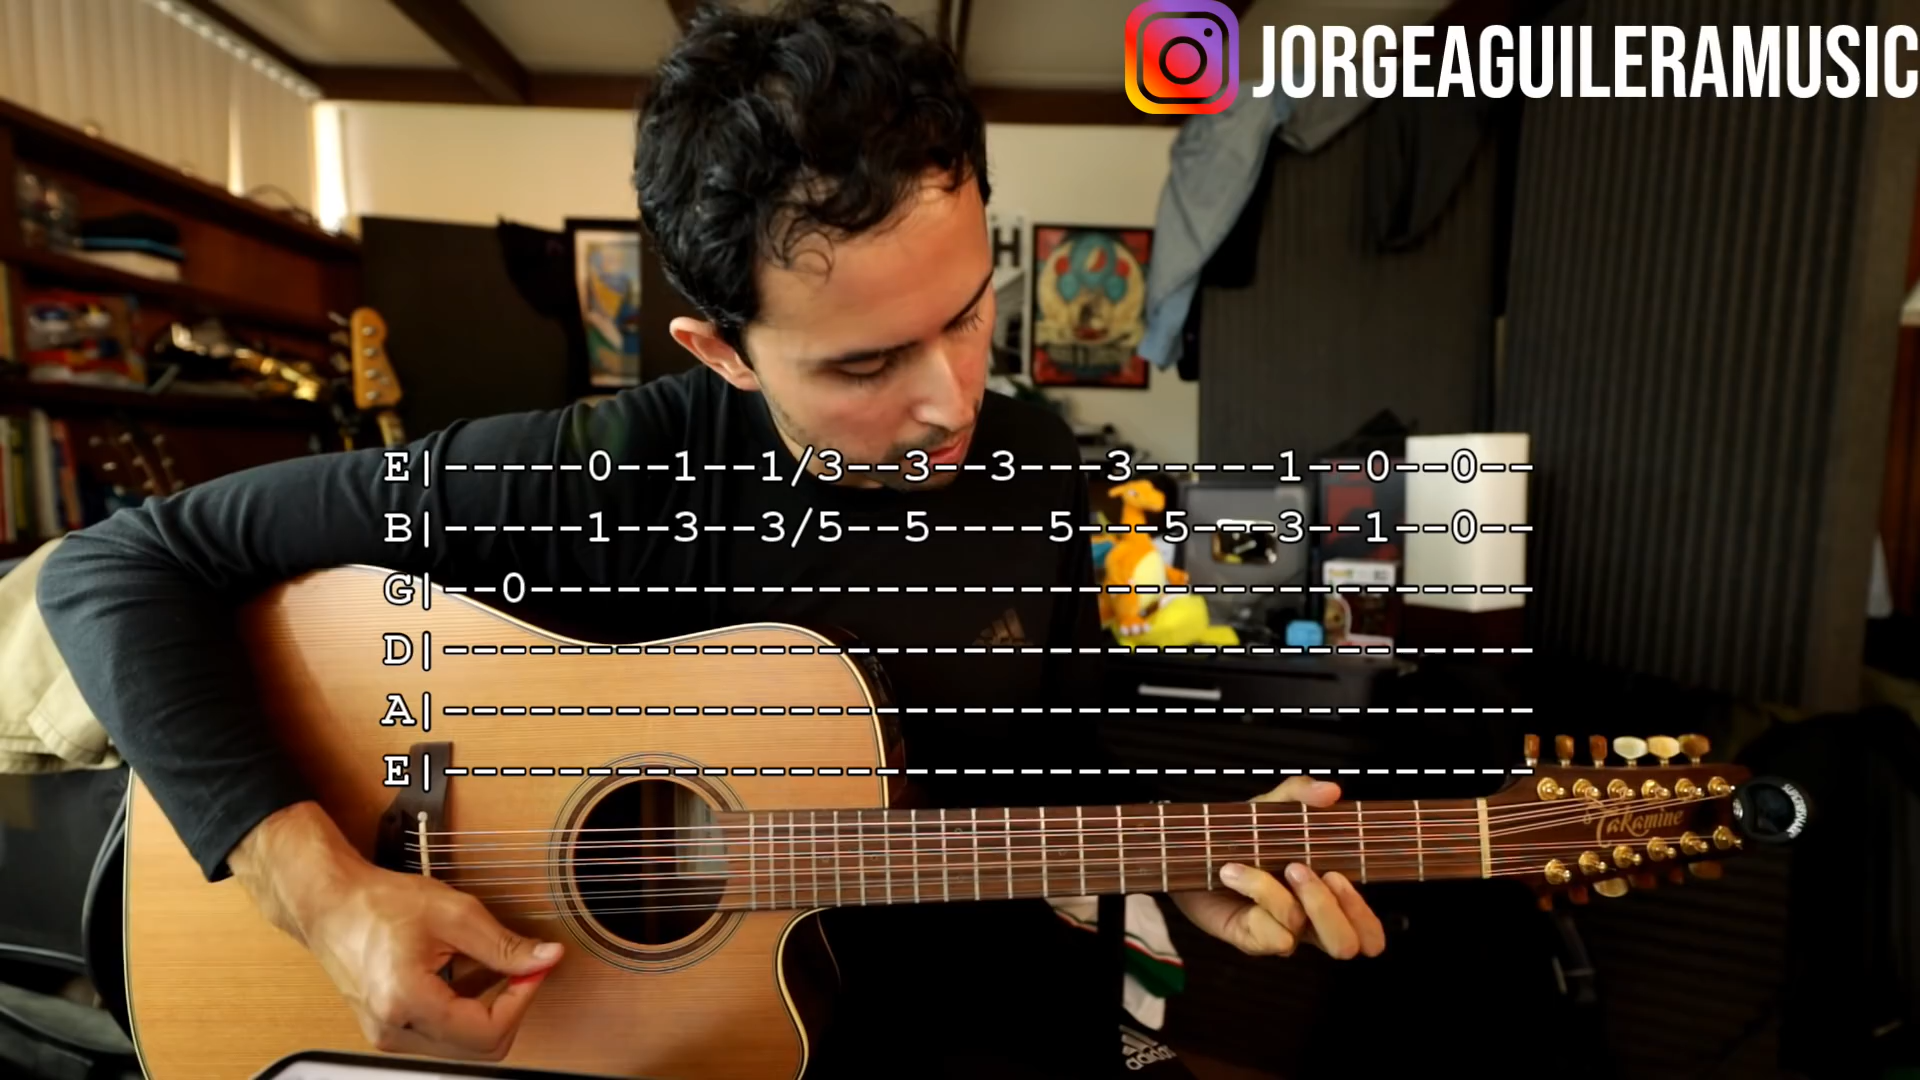 JORGEAGUILERAMUSIC
H
E|-----0--1--1/3--3--3---3-----1--0--0--
B|-----1--3--3/5--5----5---5---3--1--0--
G|--0-----------------------------------
D|--------------------------------------
A|--------------------------------------
E|--------------------------------------
Takamine
adidas